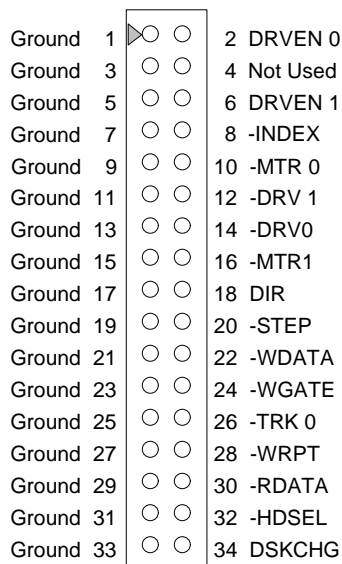 Ground 1 2 DRVEN 0
Ground 3 4 Not Used
Ground 5 6 DRVEN 1
Ground 7 8 -INDEX
Ground 9 10 -MTR 0
Ground 11 12 -DRV 1
Ground 13 14 -DRV0
Ground 15 16 -MTR1
Ground 17 18 DIR
Ground 19 20 -STEP
Ground 21 22 -WDATA
Ground 23 24 -WGATE
Ground 25 26 -TRK 0
Ground 27 28 -WRPT
Ground 29 30 -RDATA
Ground 31 32 -HDSEL
Ground 33 34 DSKCHG